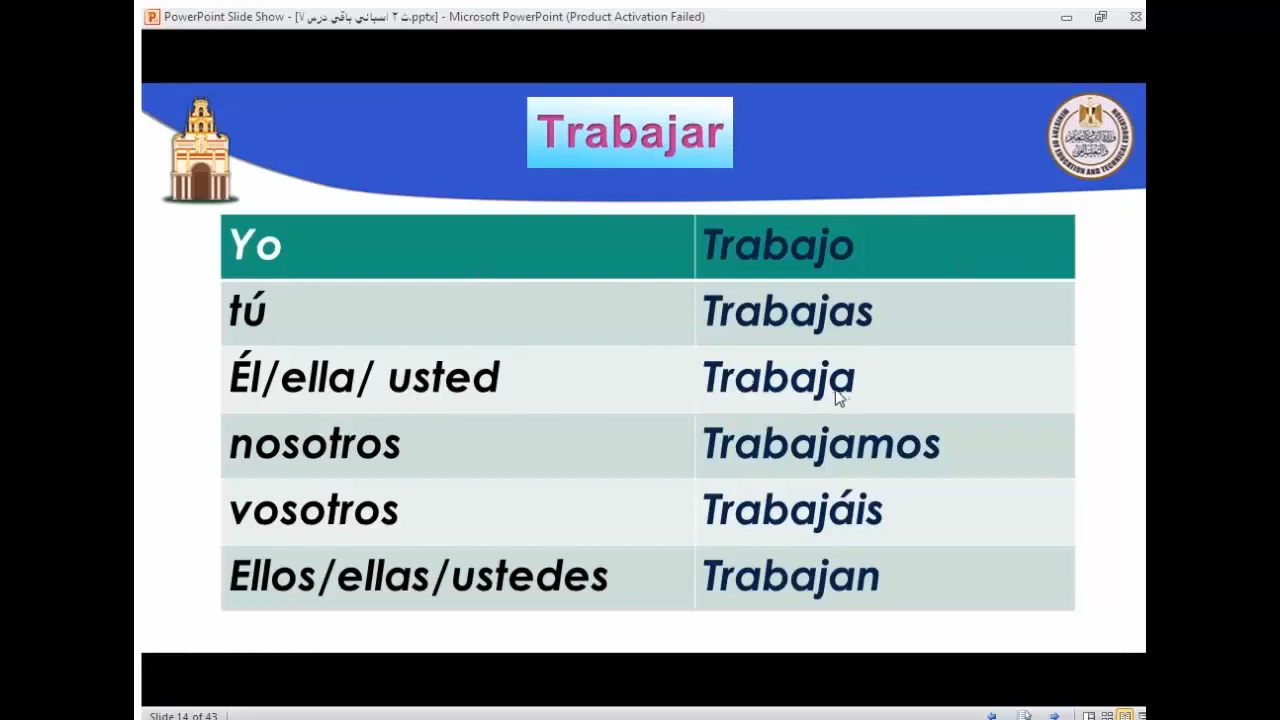 PowerPoint Slide Show - [ث ٢ اسباني باقي درس ٧.pptx] - Microsoft PowerPoint (Product Activation Failed)
Trabajar
Yo Trabajo
tú Trabajas
Él/ella/ usted Trabaja
nosotros Trabajamos
vosotros Trabajáis
Ellos/ellas/ustedes Trabajan
Slide 14 of 43